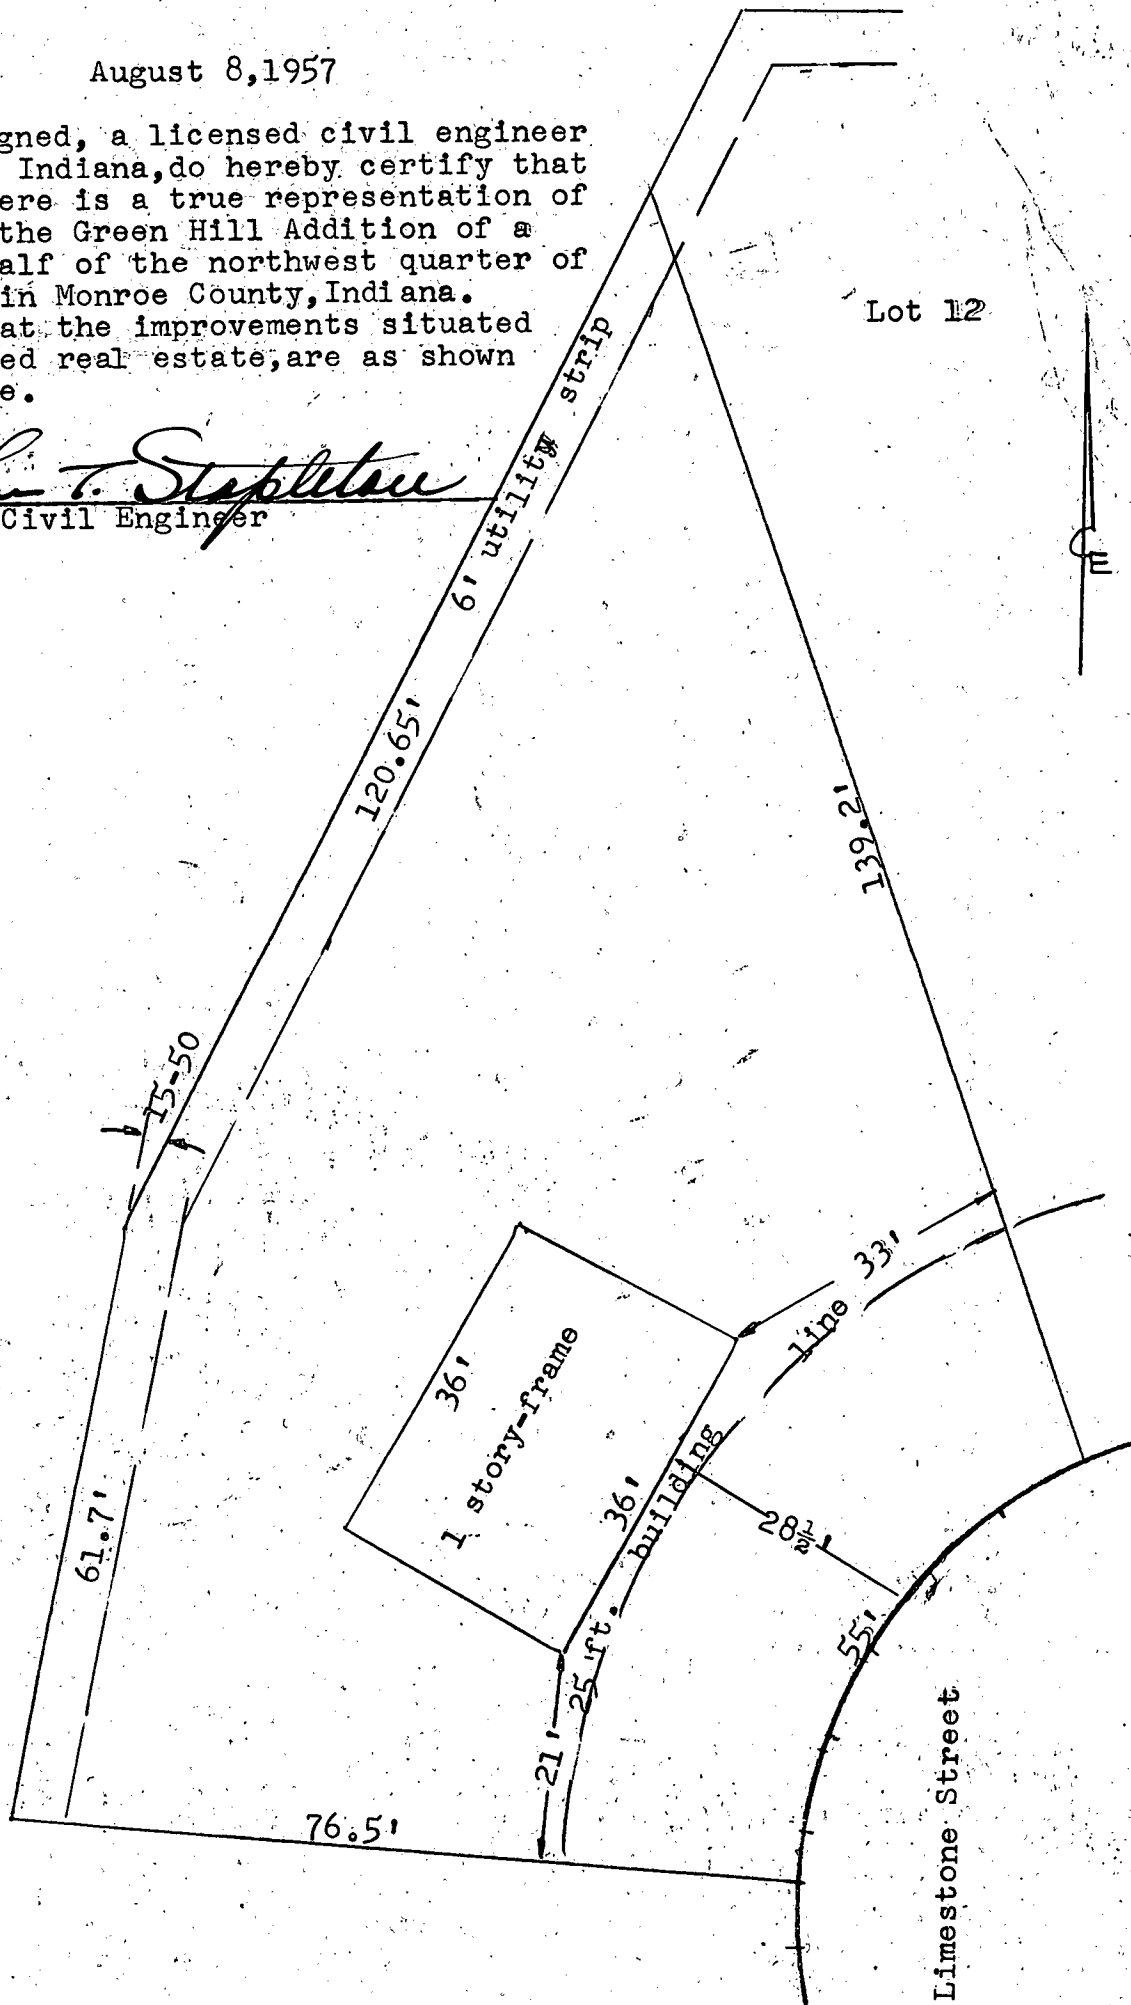 August 8,1957
gned, a licensed civil engineer
Indiana,do hereby certify that
ere is a true representation of
the Green Hill Addition of a
alf of the northwest quarter of
in Monroe County,Indiana.
at the improvements situated
ed real estate,are as shown
e.
T. Stapleton
Civil Engineer
Lot 12
6' utility strip
120.65'
139.2'
15-50
33'
36'
1 story-frame
36'
25 ft. building line
28½'
61.7'
55'
21'
76.5'
Limestone Street